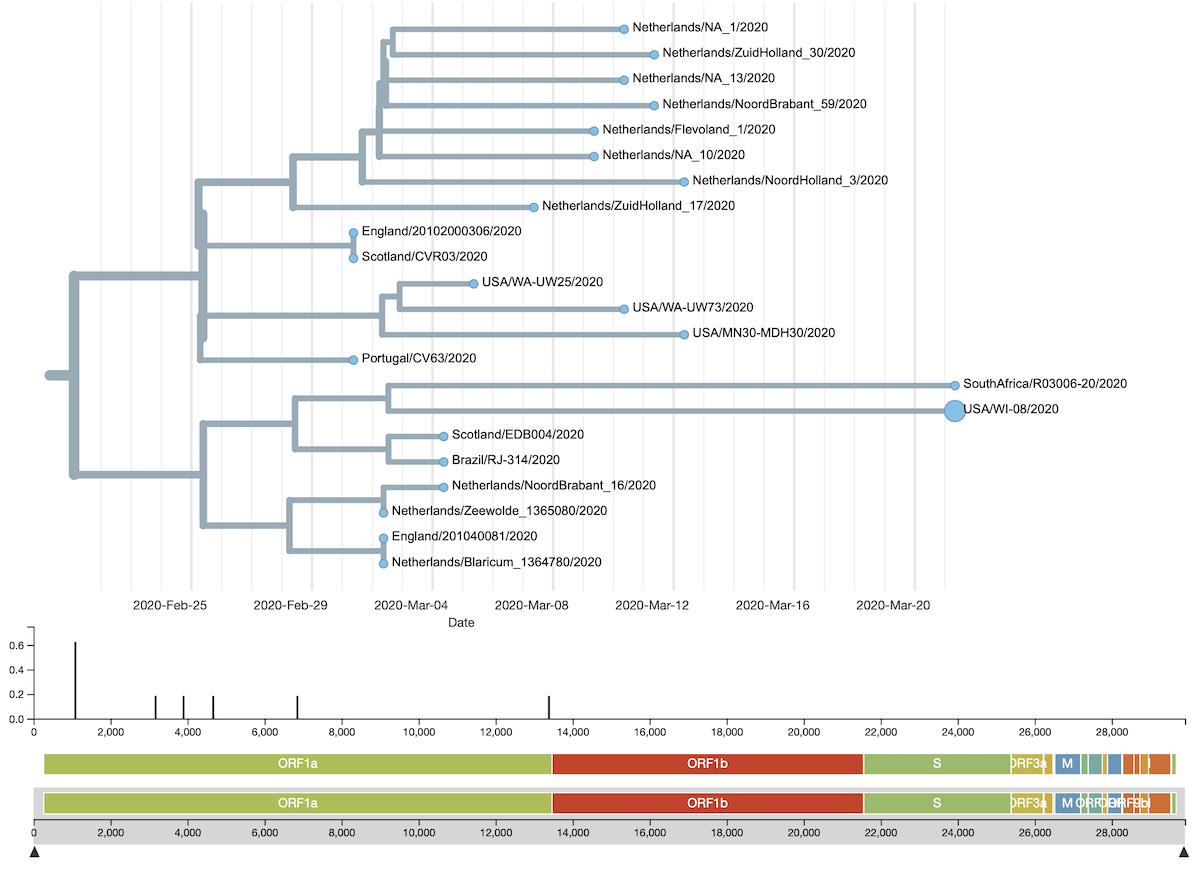 Netherlands/NA_1/2020
Netherlands/ZuidHolland_30/2020
Netherlands/NA_13/2020
Netherlands/NoordBrabant_59/2020
Netherlands/Flevoland_1/2020
Netherlands/NA_10/2020
Netherlands/NoordHolland_3/2020
Netherlands/ZuidHolland_17/2020
England/20102000306/2020
Scotland/CVR03/2020
USA/WA-UW25/2020
USA/WA-UW73/2020
USA/MN30-MDH30/2020
Portugal/CV63/2020
SouthAfrica/R03006-20/2020
USA/WI-08/2020
Scotland/EDB004/2020
Brazil/RJ-314/2020
Netherlands/NoordBrabant_16/2020
Netherlands/Zeewolde_1365080/2020
England/201040081/2020
Netherlands/Blaricum_1364780/2020
2020-Feb-25 2020-Feb-29 2020-Mar-04 2020-Mar-08 2020-Mar-12 2020-Mar-16 2020-Mar-20
Date
0.6
0.4
0.2
0.0
0 2,000 4,000 6,000 8,000 10,000 12,000 14,000 16,000 18,000 20,000 22,000 24,000 26,000 28,000
ORF1a ORF1b S ORF3a M
ORF1a ORF1b S ORF3a M ORF9b
0 2,000 4,000 6,000 8,000 10,000 12,000 14,000 16,000 18,000 20,000 22,000 24,000 26,000 28,000